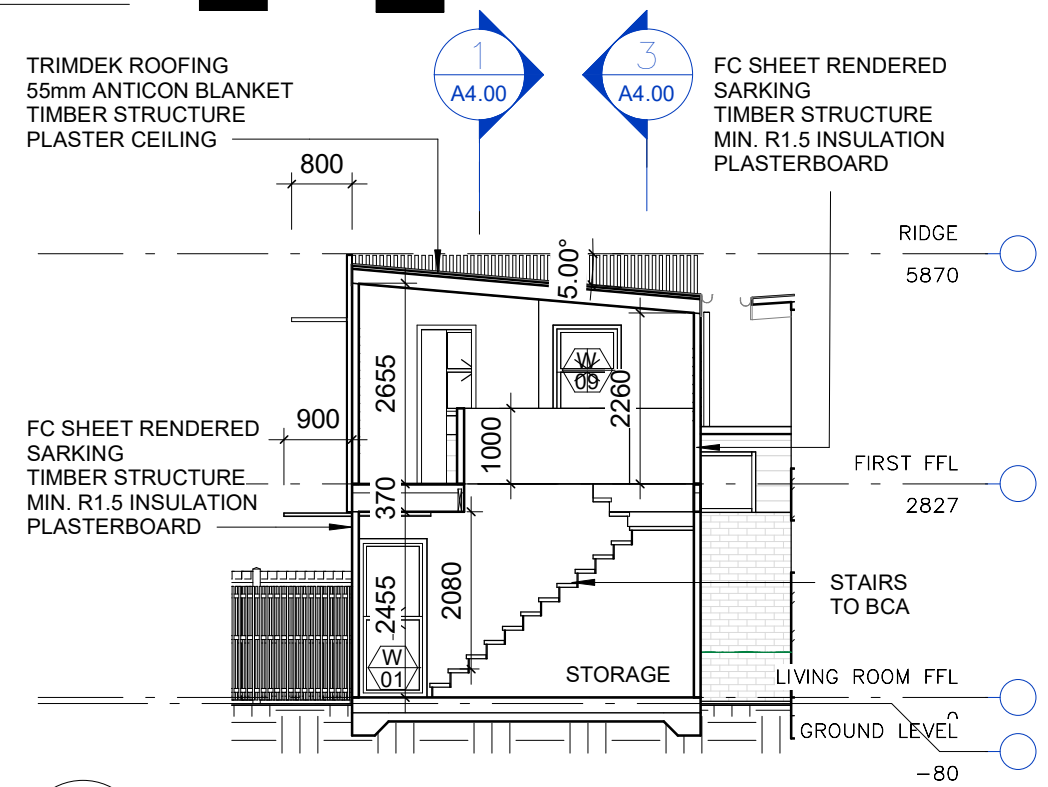 TRIMDEK ROOFING
55mm ANTICON BLANKET
TIMBER STRUCTURE
PLASTER CEILING
1
A4.00
3
A4.00
FC SHEET RENDERED
SARKING
TIMBER STRUCTURE
MIN. R1.5 INSULATION
PLASTERBOARD
800
RIDGE
5870
5.00°
2655
W
09
2260
900
1000
FC SHEET RENDERED
SARKING
TIMBER STRUCTURE
MIN. R1.5 INSULATION
PLASTERBOARD
FIRST FFL
2827
370
2455
2080
STAIRS
TO BCA
W
01
STORAGE
LIVING ROOM FFL
GROUND LEVEL
-80